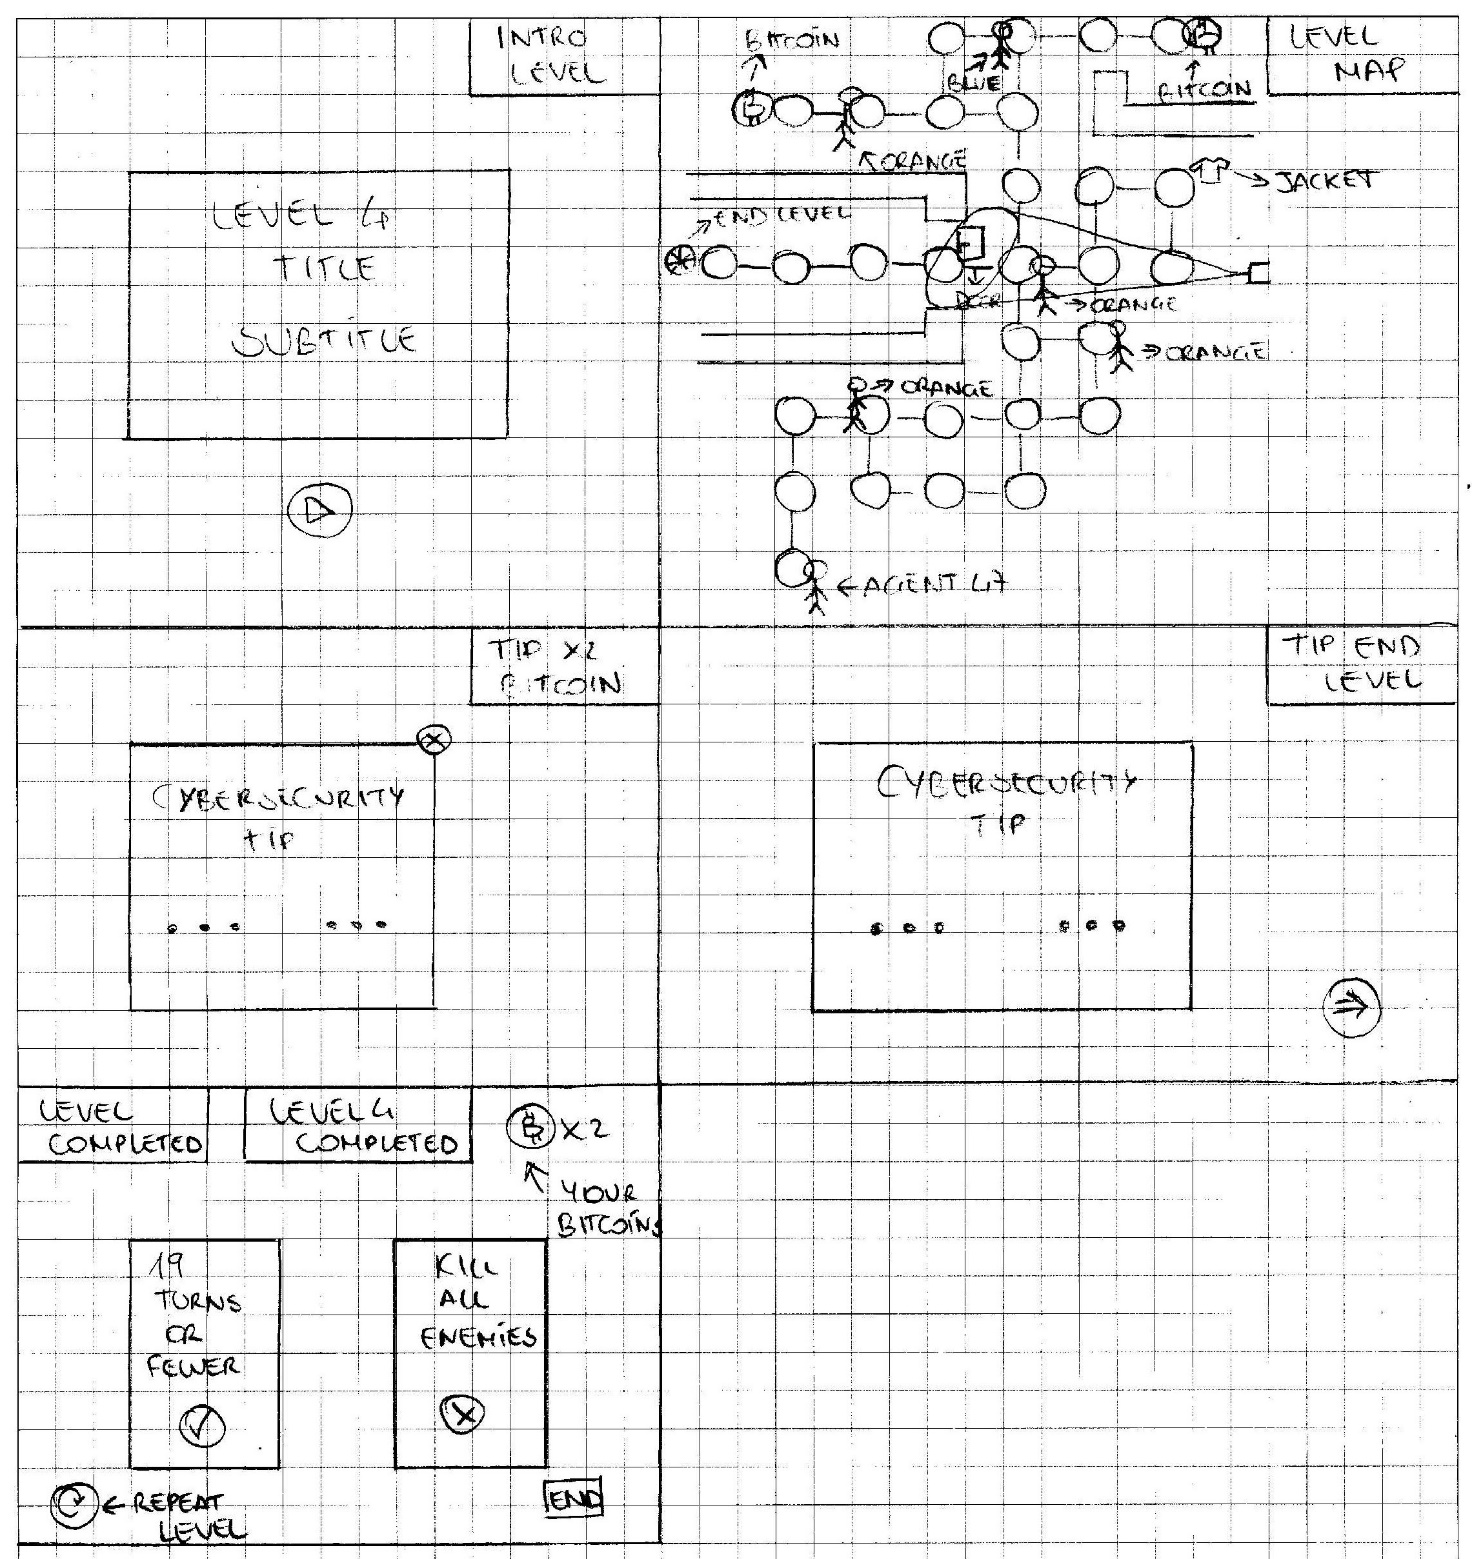 INTRO
LEVEL
LEVEL 4
TITLE
SUBTITLE
LEVEL
MAP
BITCOIN
BLUE
BITCOIN
ORANGE
JACKET
END LEVEL
ORANGE
ORANGE
ORANGE
AGENT 47
TIP X2
BITCOIN
CYBERSECURITY
TIP
... ...
TIP END
LEVEL
CYBERSECURITY
TIP
... ...
LEVEL
COMPLETED
LEVEL 4
COMPLETED
X2
YOUR
BITCOINS
19
TURNS
OR
FEWER
KILL
ALL
ENEMIES
REPEAT
LEVEL
END